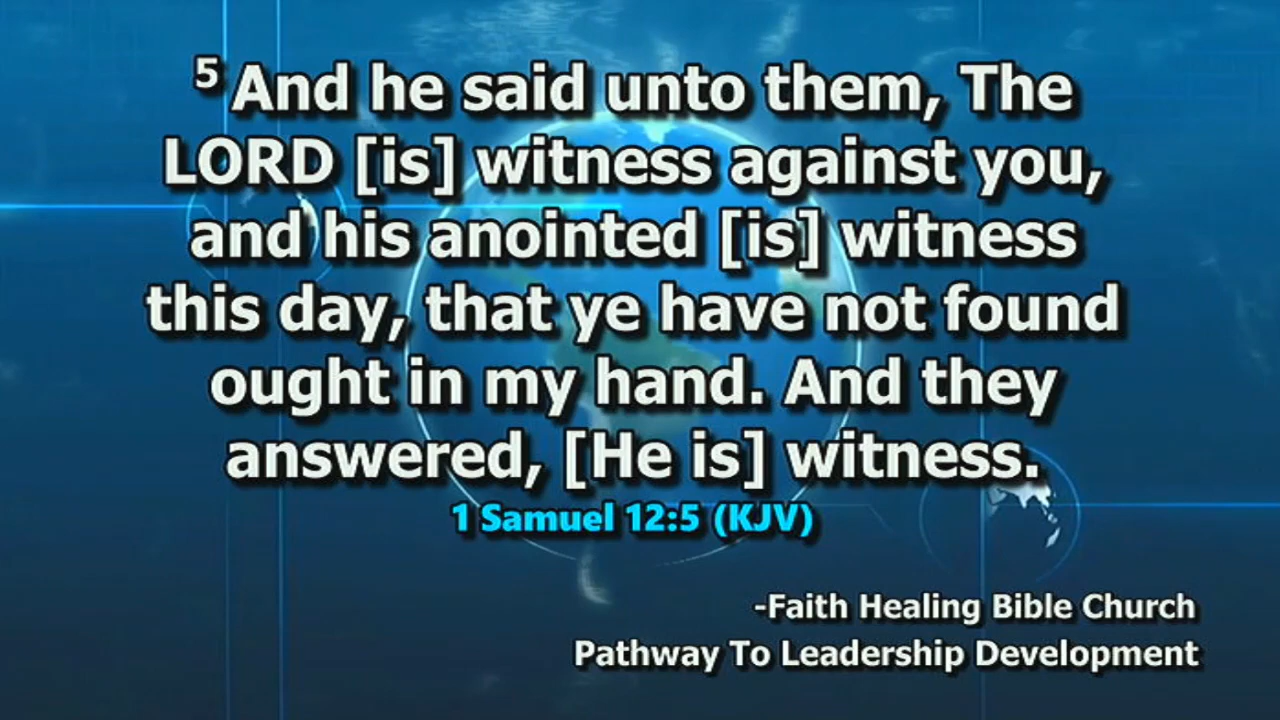 5 And he said unto them, The
LORD [is] witness against you,
and his anointed [is] witness
this day, that ye have not found
ought in my hand. And they
answered, [He is] witness.
1 Samuel 12:5 (KJV)
-Faith Healing Bible Church
Pathway To Leadership Development